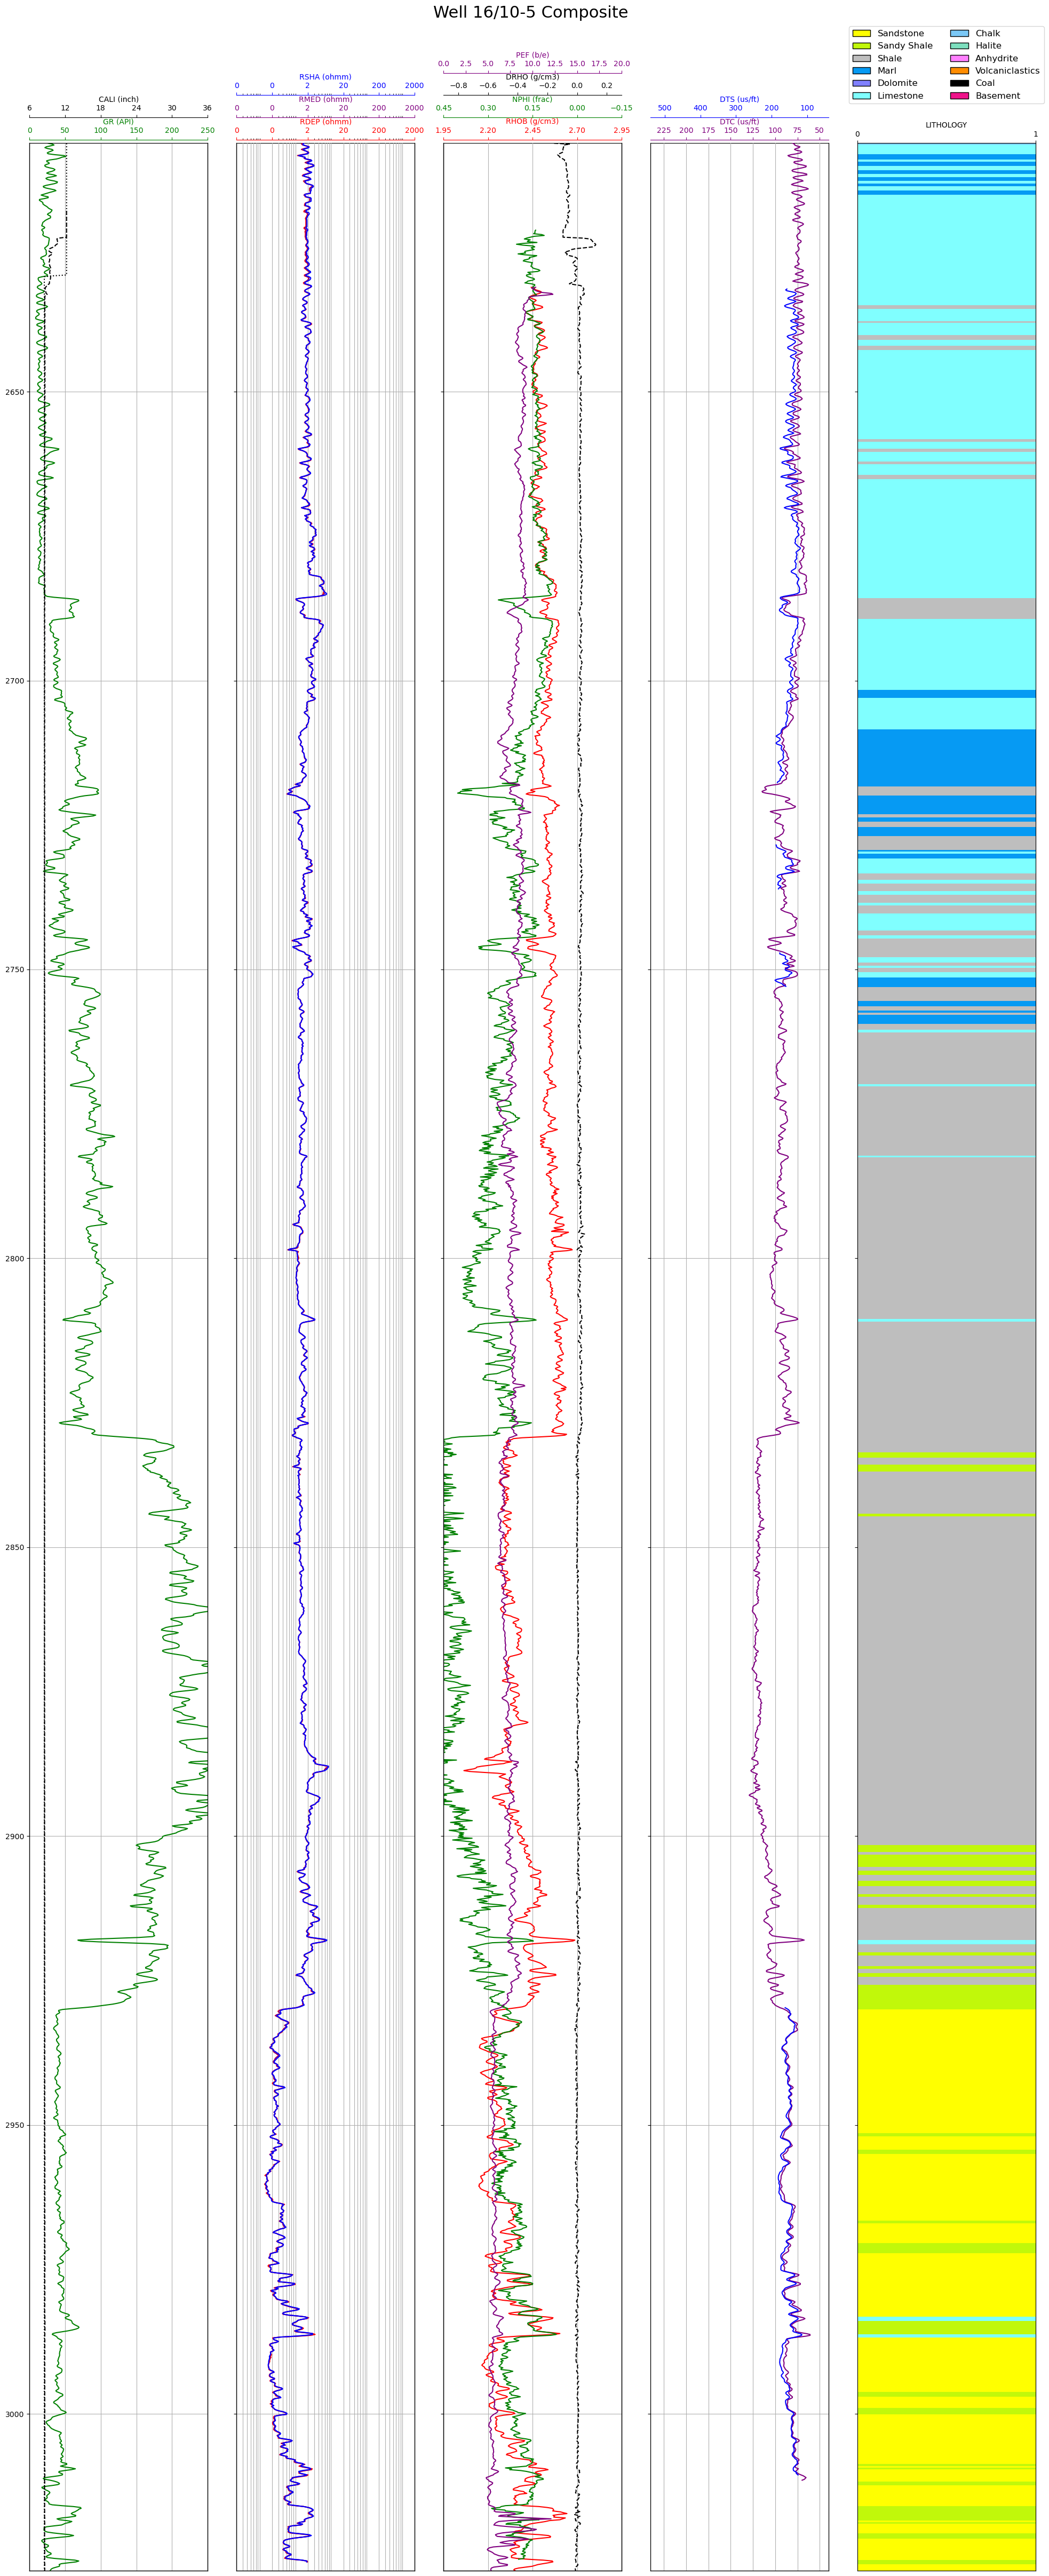 Well 16/10-5 Composite
Sandstone Chalk
Sandy Shale Halite
Shale Anhydrite
Marl Volcaniclastics
Dolomite Coal
Limestone Basement
PEF (b/e)
0.0 2.5 5.0 7.5 10.0 12.5 15.0 17.5 20.0
RSHA (ohmm) DRHO (g/cm3)
0 0 2 20 200 2000 −0.8 −0.6 −0.4 −0.2 0.0 0.2
CALI (inch) RMED (ohmm) NPHI (frac) DTS (us/ft)
6 12 18 24 30 36 0 0 2 20 200 2000 0.45 0.30 0.15 0.00 −0.15 500 400 300 200 100
GR (API) RDEP (ohmm) RHOB (g/cm3) DTC (us/ft) LITHOLOGY
0 50 100 150 200 250 0 0 2 20 200 2000 1.95 2.20 2.45 2.70 2.95 225 200 175 150 125 100 75 50 0 1
2650
2700
2750
2800
2850
2900
2950
3000